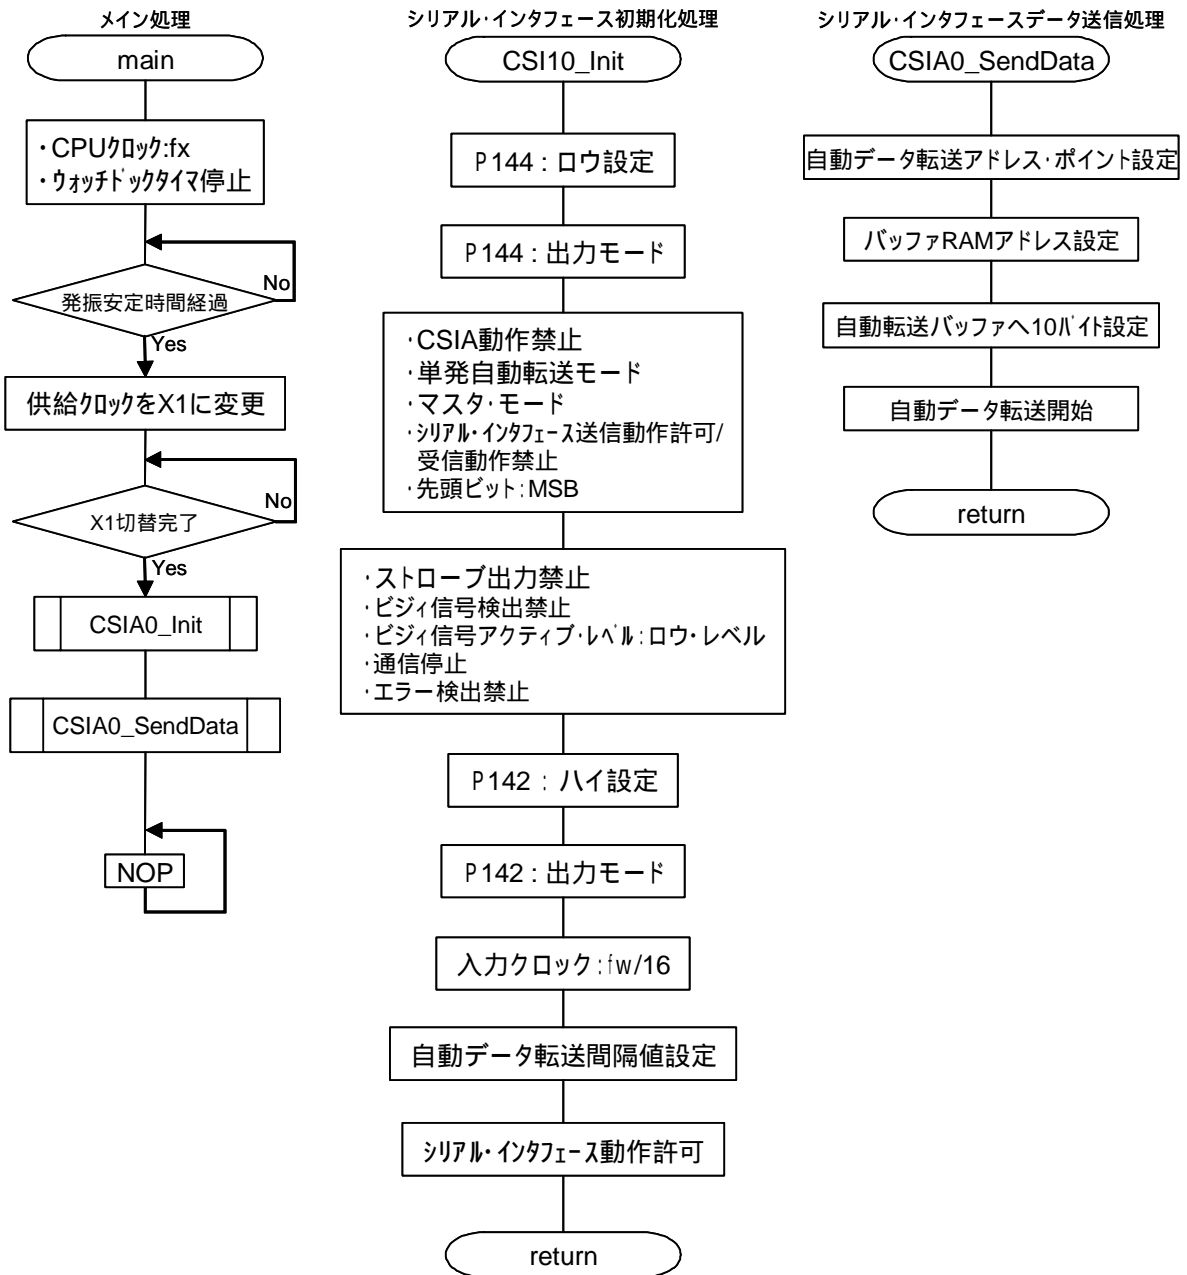 メイン処理
main
・CPUクロック:fx
・ウォッチドックタイマ停止
No
発振安定時間経過
Yes
供給クロックをX1に変更
No
X1切替完了
Yes
CSIA0_Init
CSIA0_SendData
NOP
シリアル・インタフェース初期化処理
CSI10_Init
P144:ロウ設定
P144:出力モード
・CSIA動作禁止
・単発自動転送モード
・マスタ・モード
・シリアル・インタフェース送信動作許可/
受信動作禁止
・先頭ビット:MSB
・ストローブ出力禁止
・ビジィ信号検出禁止
・ビジィ信号アクティブ・レベル:ロウ・レベル
・通信停止
・エラー検出禁止
P142:ハイ設定
P142:出力モード
入力クロック:fw/16
自動データ転送間隔値設定
シリアル・インタフェース動作許可
return
シリアル・インタフェースデータ送信処理
CSIA0_SendData
自動データ転送アドレス・ポイント設定
バッファRAMアドレス設定
自動転送バッファへ10バイト設定
自動データ転送開始
return